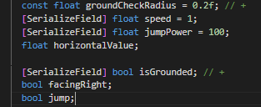 const float groundCheckRadius = 0.2f; // +
[SerializeField] float speed = 1;
[SerializeField] float jumpPower = 100;
float horizontalValue;
[SerializeField] bool isGrounded; // +
bool facingRight;
bool jump;